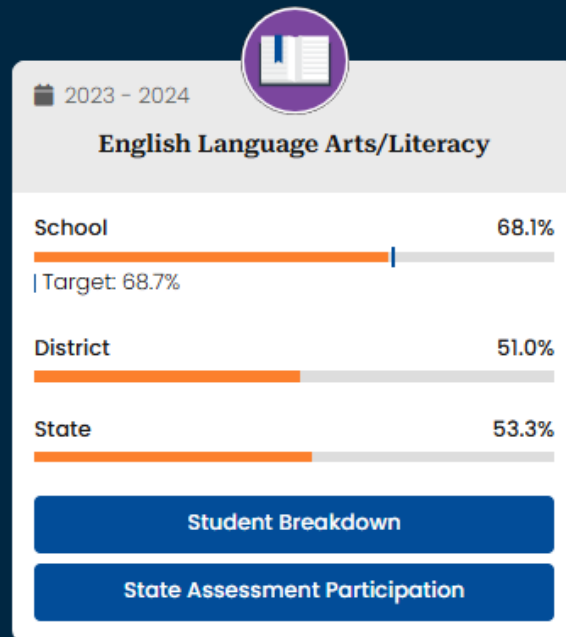 2023 - 2024
English Language Arts/Literacy
School 68.1%
Target: 68.7%
District 51.0%
State 53.3%
Student Breakdown
State Assessment Participation